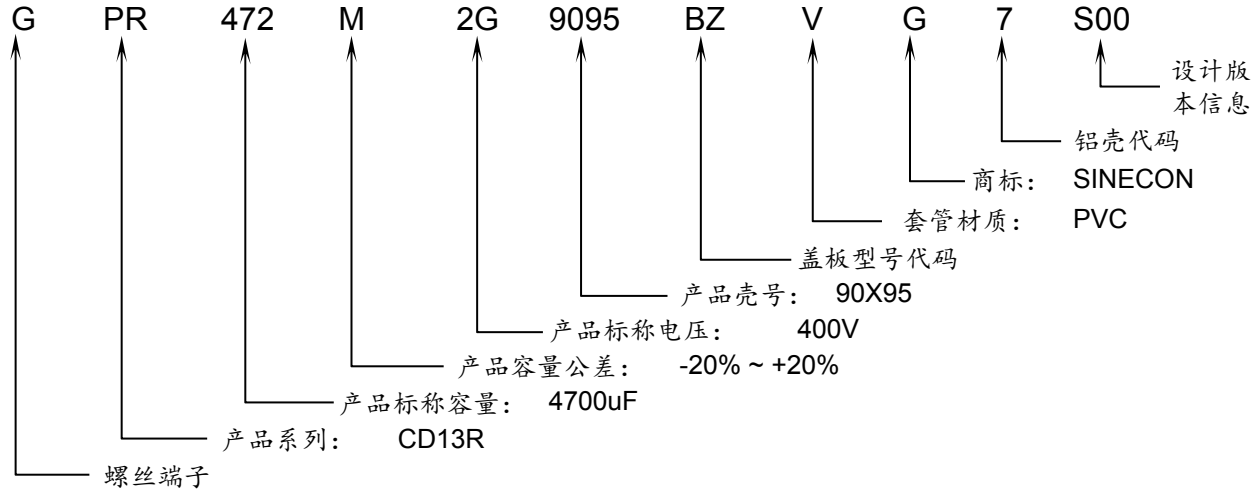 G PR 472 M 2G 9095 BZ V G 7 S00
设计版
本信息
铝壳代码
商标： SINECON
套管材质： PVC
盖板型号代码
产品壳号： 90X95
产品标称电压： 400V
产品容量公差： -20% ~ +20%
产品标称容量： 4700uF
产品系列： CD13R
螺丝端子